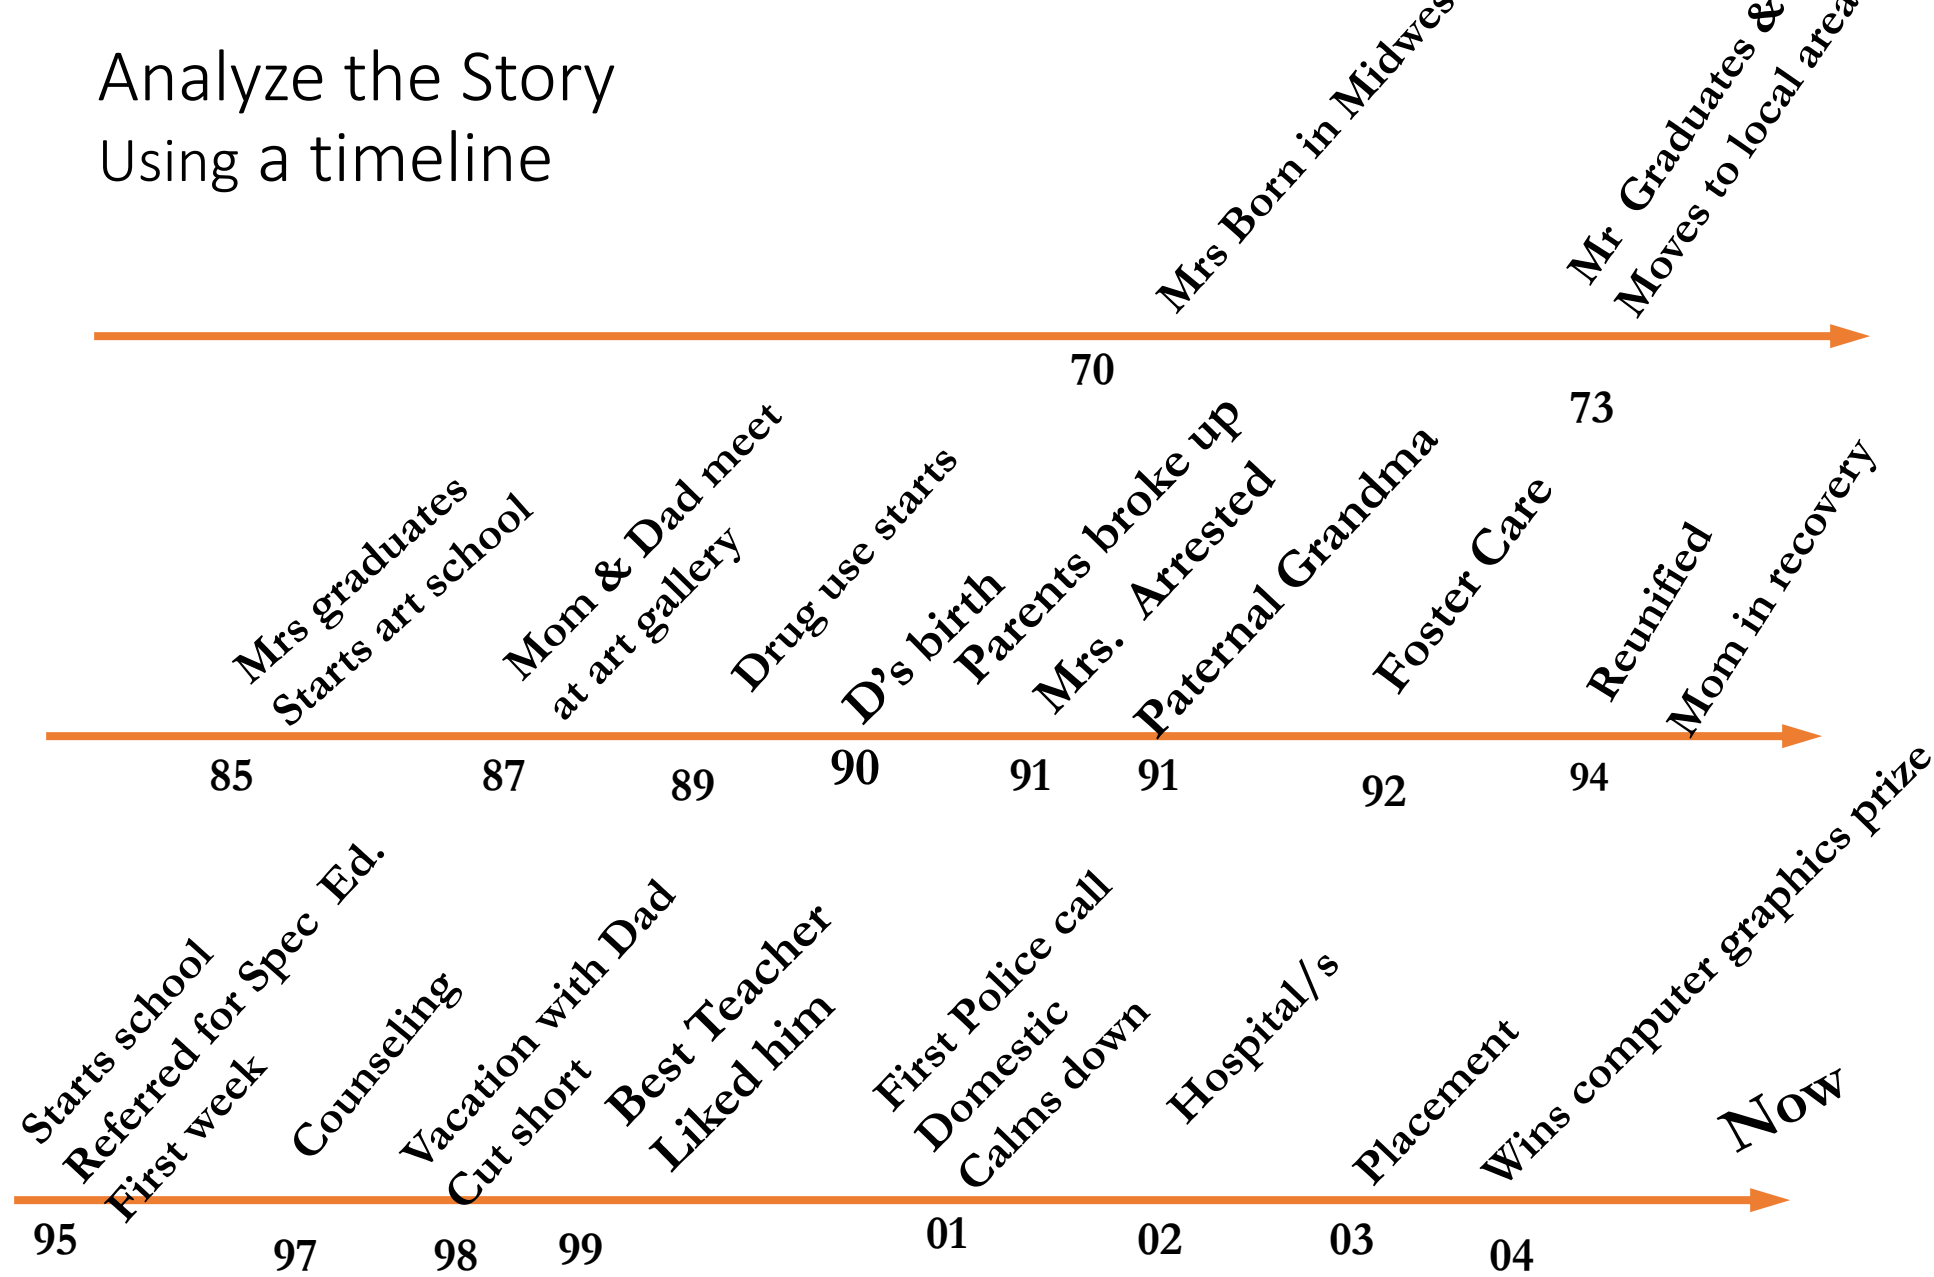 Analyze the Story
Using a timeline
Mrs Born in Midwes
Mr Graduates &
Moves to local area
70
73
Mrs graduates
Starts art school
Mom & Dad meet
at art gallery
Drug use starts
D's birth
Parents broke up
Mrs. Arrested
Paternal Grandma
Foster Care
Reunified
Mom in recovery
85
87
89
90
91
91
92
94
Starts school
Referred for Spec Ed.
First week
Counseling
Vacation with Dad
Cut short
Best Teacher
Liked him
First Police call
Domestic
Calms down
Hospital/s
Placement
Wins computer graphics prize
Now
95
97
98
99
01
02
03
04